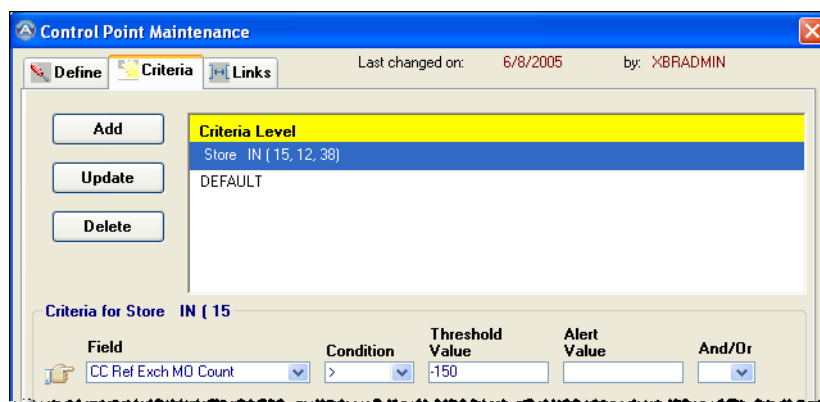 Control Point Maintenance
Define Criteria Links Last changed on: 6/8/2005 by: XBRADMIN
Add
Update
Delete
Criteria Level
Store IN ( 15, 12, 38)
DEFAULT
Criteria for Store IN ( 15
Field Condition Threshold Value Alert Value And/Or
CC Ref Exch MO Count > -150